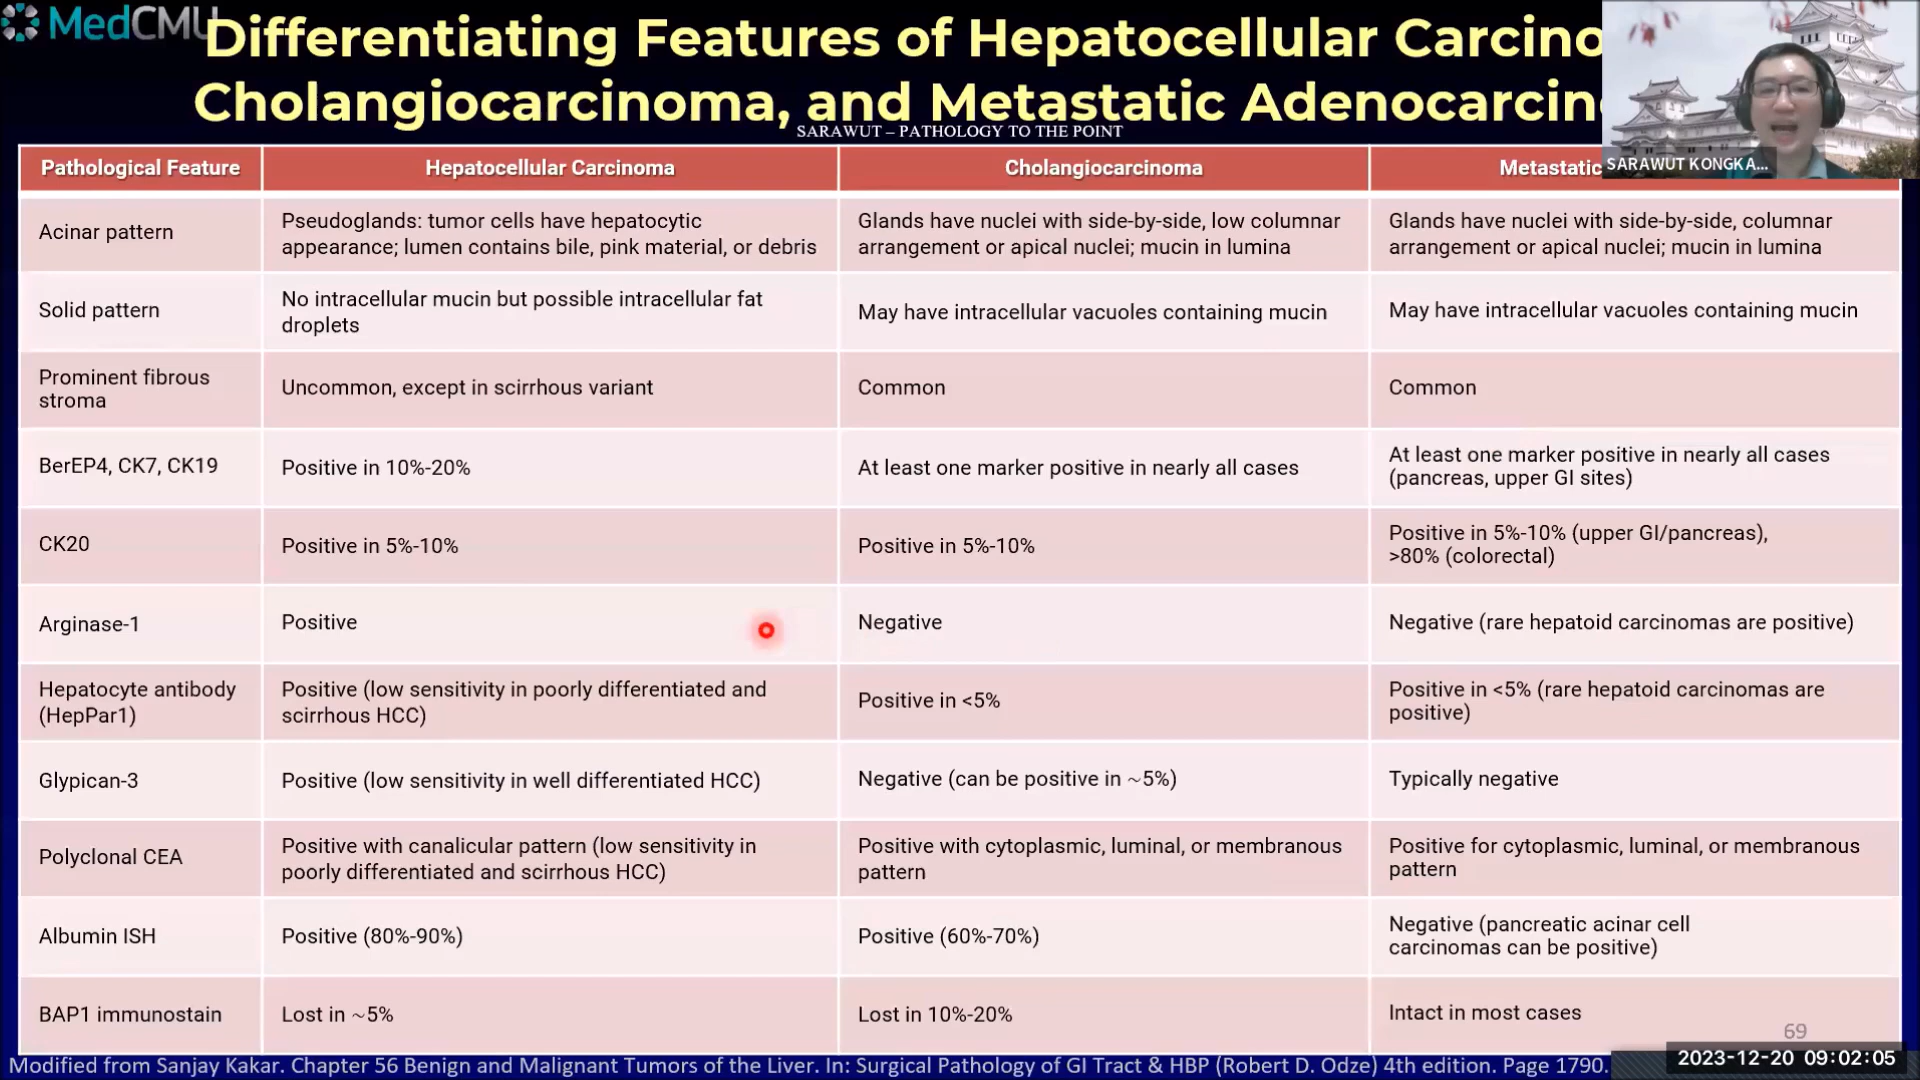 MedCMU
Differentiating Features of Hepatocellular Carcino
Cholangiocarcinoma, and Metastatic Adenocarcin
SARAWUT – PATHOLOGY TO THE POINT
SARAWUT KONGKA...
Pathological Feature
Hepatocellular Carcinoma
Cholangiocarcinoma
Metastatic
Acinar pattern
Pseudoglands: tumor cells have hepatocytic
appearance; lumen contains bile, pink material, or debris
Glands have nuclei with side-by-side, low columnar
arrangement or apical nuclei; mucin in lumina
Glands have nuclei with side-by-side, columnar
arrangement or apical nuclei; mucin in lumina
Solid pattern
No intracellular mucin but possible intracellular fat
droplets
May have intracellular vacuoles containing mucin
May have intracellular vacuoles containing mucin
Prominent fibrous
stroma
Uncommon, except in scirrhous variant
Common
Common
BerEP4, CK7, CK19
Positive in 10%-20%
At least one marker positive in nearly all cases
At least one marker positive in nearly all cases
(pancreas, upper GI sites)
CK20
Positive in 5%-10%
Positive in 5%-10%
Positive in 5%-10% (upper GI/pancreas),
>80% (colorectal)
Arginase-1
Positive
Negative
Negative (rare hepatoid carcinomas are positive)
Hepatocyte antibody
(HepPar1)
Positive (low sensitivity in poorly differentiated and
scirrhous HCC)
Positive in <5%
Positive in <5% (rare hepatoid carcinomas are
positive)
Glypican-3
Positive (low sensitivity in well differentiated HCC)
Negative (can be positive in ~5%)
Typically negative
Polyclonal CEA
Positive with canalicular pattern (low sensitivity in
poorly differentiated and scirrhous HCC)
Positive with cytoplasmic, luminal, or membranous
pattern
Positive for cytoplasmic, luminal, or membranous
pattern
Albumin ISH
Positive (80%-90%)
Positive (60%-70%)
Negative (pancreatic acinar cell
carcinomas can be positive)
BAP1 immunostain
Lost in ~5%
Lost in 10%-20%
Intact in most cases
69
Modified from Sanjay Kakar. Chapter 56 Benign and Malignant Tumors of the Liver. In: Surgical Pathology of GI Tract & HBP (Robert D. Odze) 4th edition. Page 1790.
2023-12-20 09:02:05